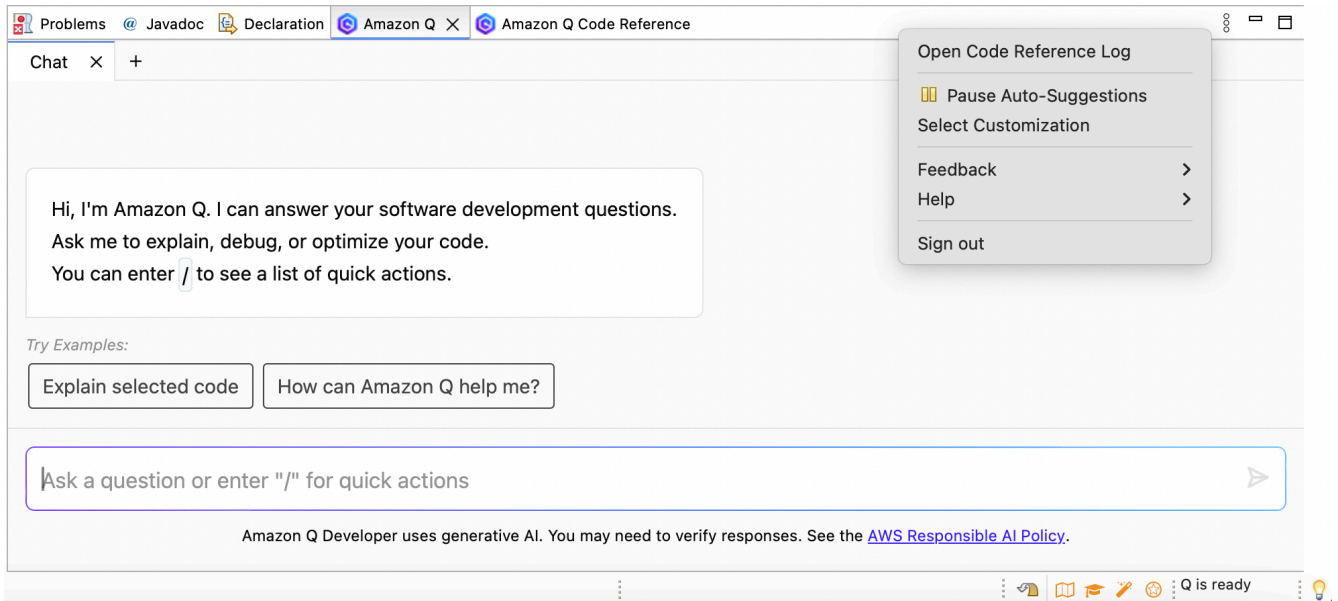 Problems @ Javadoc Declaration Amazon Q Amazon Q Code Reference
Chat
Open Code Reference Log
Pause Auto-Suggestions
Select Customization
Feedback
Help
Sign out
Hi, I'm Amazon Q. I can answer your software development questions.
Ask me to explain, debug, or optimize your code.
You can enter / to see a list of quick actions.
Try Examples:
Explain selected code How can Amazon Q help me?
Ask a question or enter "/" for quick actions
Amazon Q Developer uses generative AI. You may need to verify responses. See the AWS Responsible AI Policy.
Q is ready